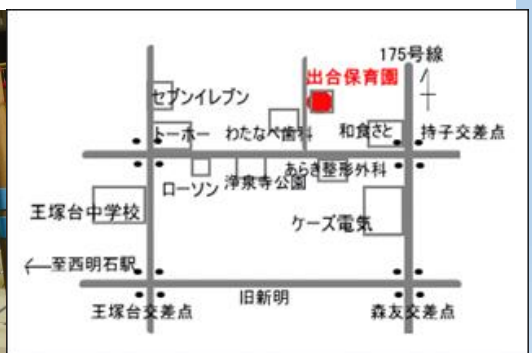 175号線
出合保育園
セブンイレブン
トーホー
わたなべ歯科
和食さと
持子交差点
ローソン
浄泉寺公園
あらき整形外科
王塚台中学校
ケーズ電気
←至西明石駅
旧新明
王塚台交差点
森友交差点